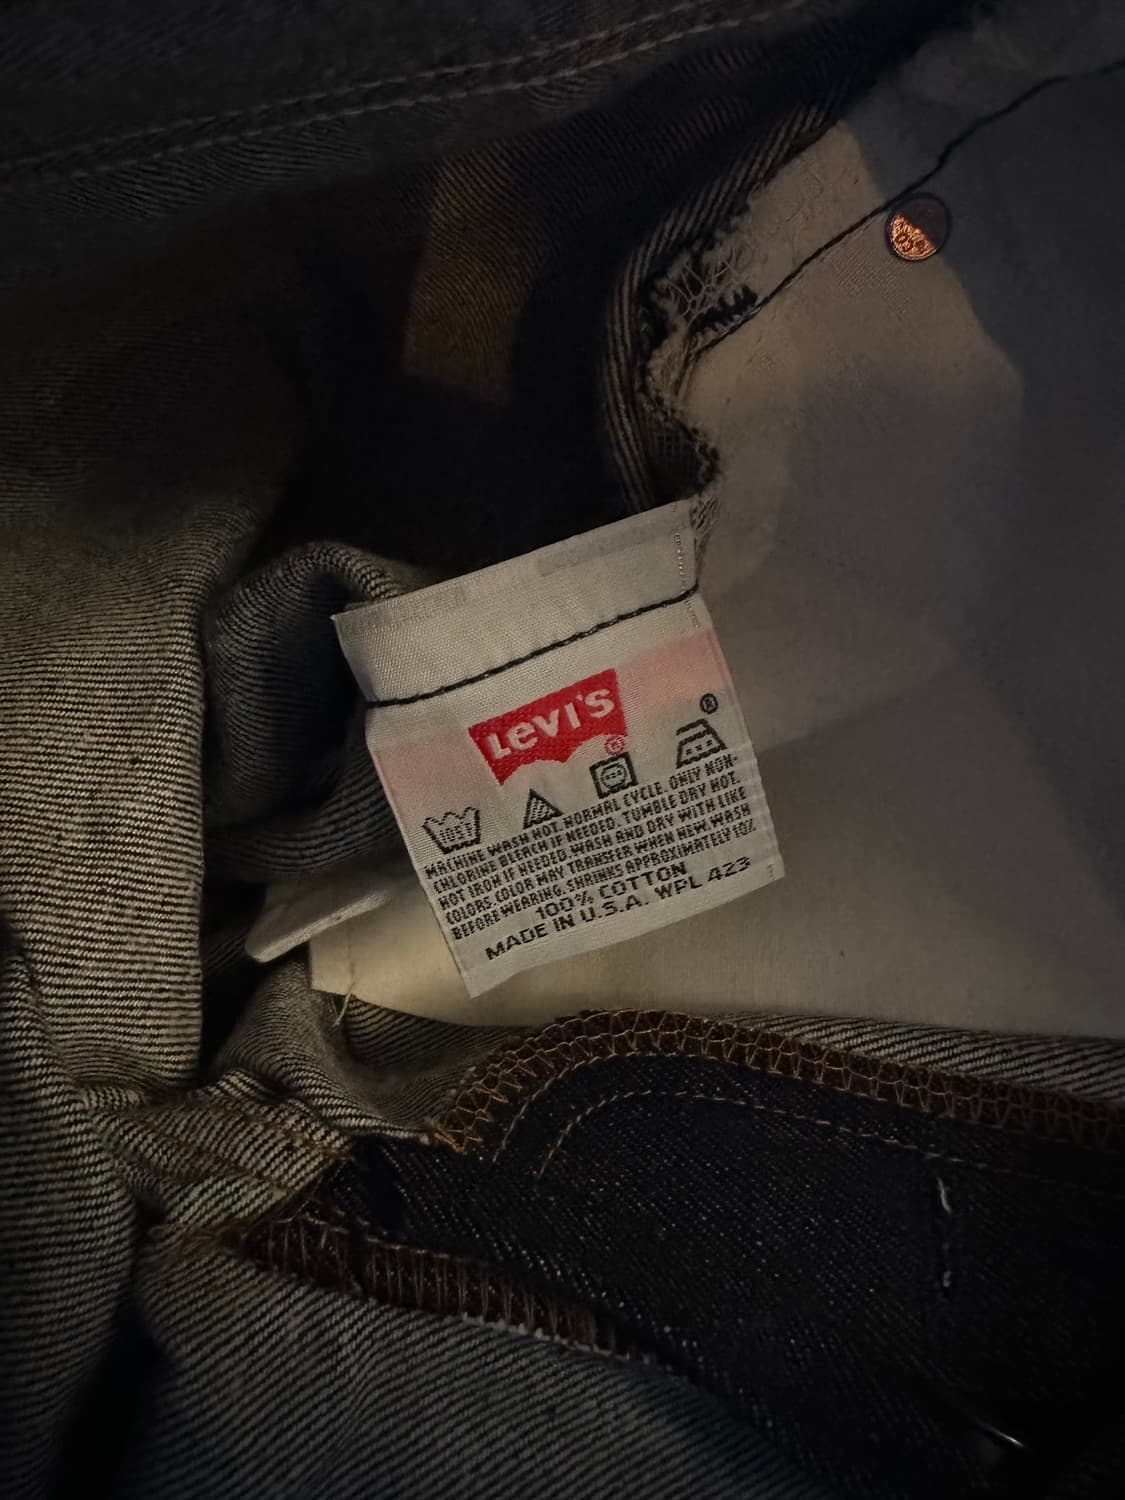 LEVI'S
®
MACHINE WASH HOT. NORMAL CYCLE. ONLY NON-
CHLORINE BLEACH IF NEEDED. TUMBLE DRY HOT.
HOT IRON IF NEEDED. WASH AND DRY WITH LIKE
COLORS. COLOR MAY TRANSFER WHEN NEW. WASH
BEFORE WEARING. SHRINKS APPROXIMATELY 10%
100% COTTON
MADE IN U.S.A. WPL 423